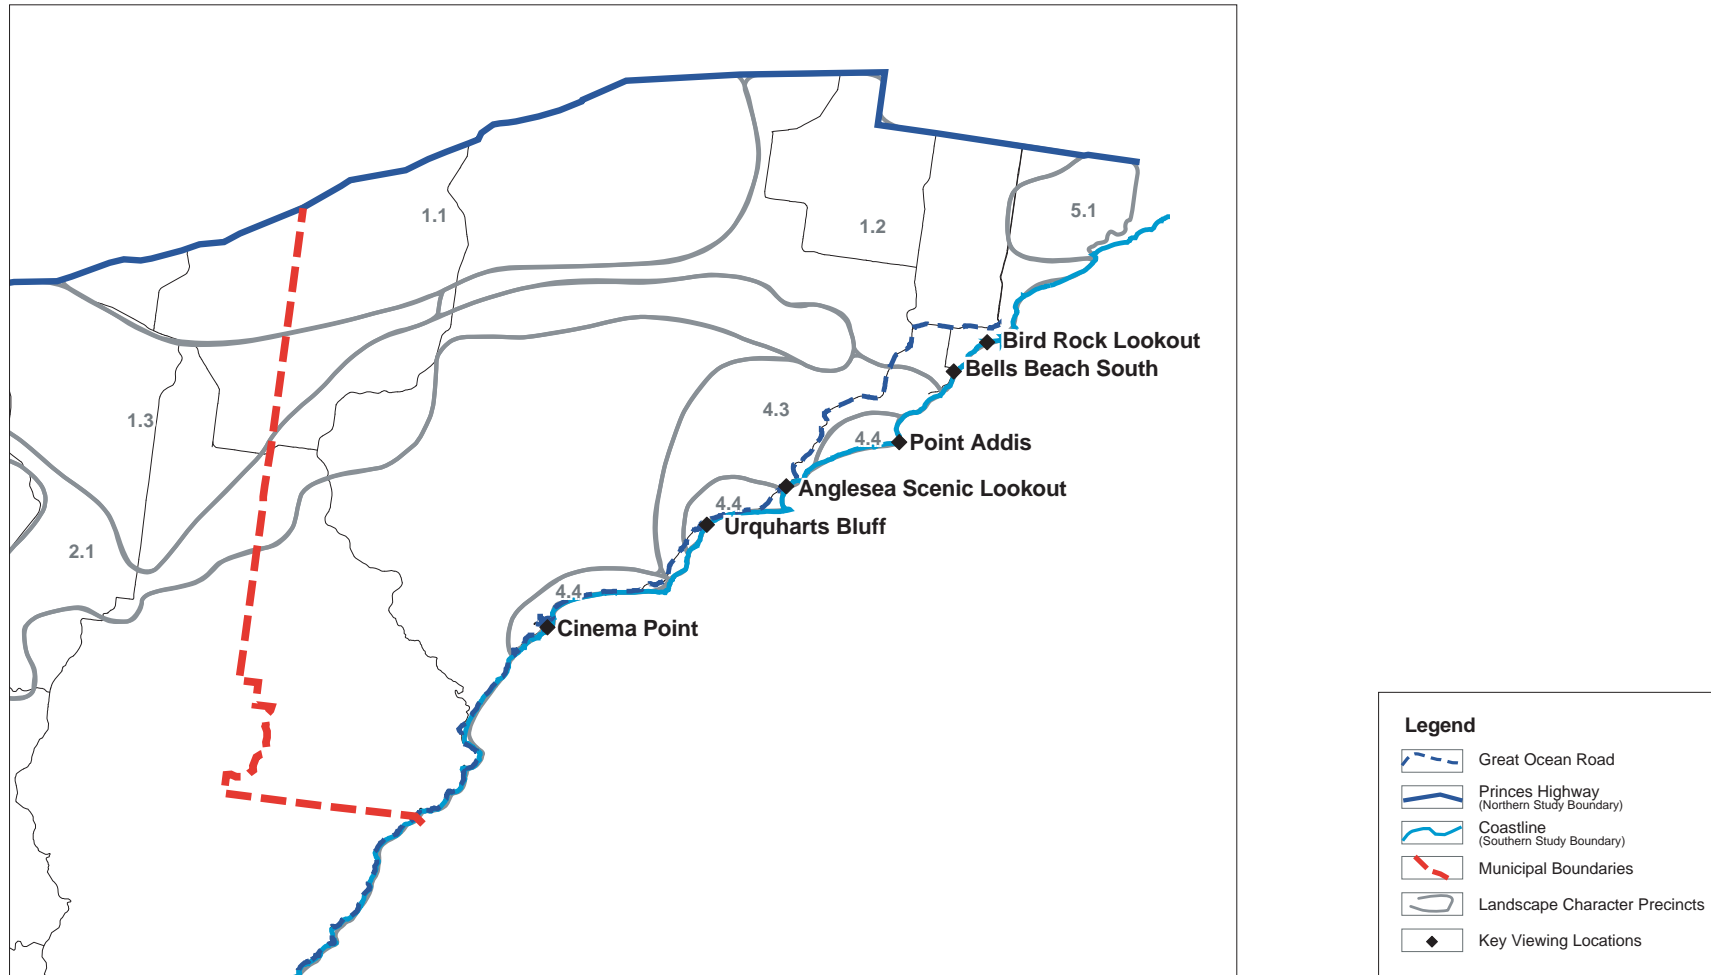 1.1
1.2
5.1
Bird Rock Lookout
Bells Beach South
1.3
4.3
4.4
Point Addis
Anglesea Scenic Lookout
4.4
Urquharts Bluff
2.1
4.4
Cinema Point
Legend
Great Ocean Road
Princes Highway
(Northern Study Boundary)
Coastline
(Southern Study Boundary)
Municipal Boundaries
Landscape Character Precincts
Key Viewing Locations